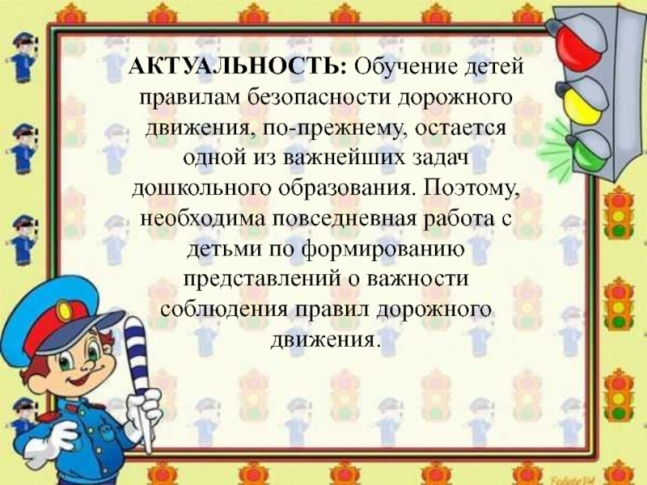 АКТУАЛЬНОСТЬ: Обучение детей
правилам безопасности дорожного
движения, по-прежнему, остается
одной из важнейших задач
дошкольного образования. Поэтому,
необходима повседневная работа с
детьми по формированию
представлений о важности
соблюдения правил дорожного
движения.